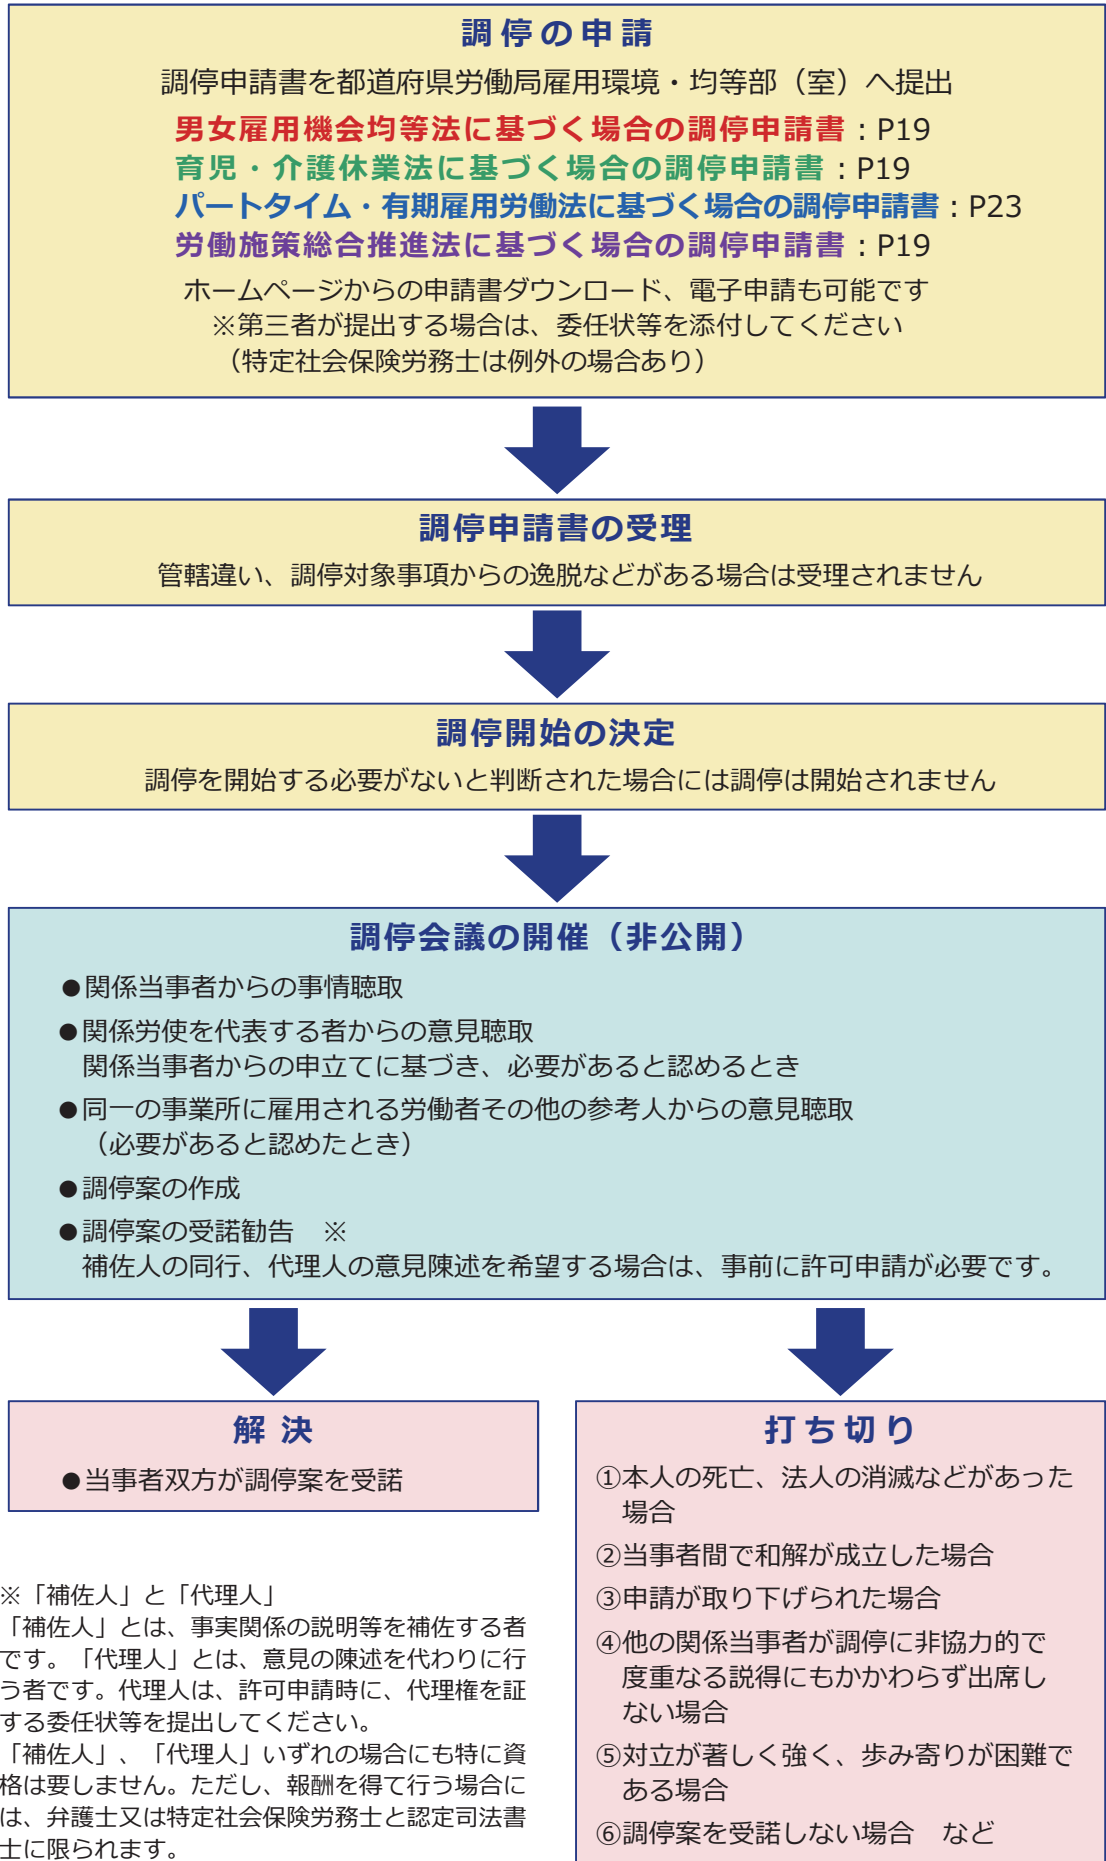 調停の申請
調停申請書を都道府県労働局雇用環境・均等部（室）へ提出
男女雇用機会均等法に基づく場合の調停申請書：P19
育児・介護休業法に基づく場合の調停申請書：P19
パートタイム・有期雇用労働法に基づく場合の調停申請書：P23
労働施策総合推進法に基づく場合の調停申請書：P19
ホームページからの申請書ダウンロード、電子申請も可能です
※第三者が提出する場合は、委任状等を添付してください
（特定社会保険労務士は例外の場合あり）
調停申請書の受理
管轄違い、調停対象事項からの逸脱などがある場合は受理されません
調停開始の決定
調停を開始する必要がないと判断された場合には調停は開始されません
調停会議の開催（非公開）
●関係当事者からの事情聴取
●関係労使を代表する者からの意見聴取
関係当事者からの申立てに基づき、必要があると認めるとき
●同一の事業所に雇用される労働者その他の参考人からの意見聴取
（必要があると認めたとき）
●調停案の作成
●調停案の受諾勧告　※
補佐人の同行、代理人の意見陳述を希望する場合は、事前に許可申請が必要です。
解 決
●当事者双方が調停案を受諾
※「補佐人」と「代理人」
「補佐人」とは、事実関係の説明等を補佐する者
です。「代理人」とは、意見の陳述を代わりに行
う者です。代理人は、許可申請時に、代理権を証
する委任状等を提出してください。
「補佐人」、「代理人」いずれの場合にも特に資
格は要しません。ただし、報酬を得て行う場合に
は、弁護士又は特定社会保険労務士と認定司法書
士に限られます。
打ち切り
①本人の死亡、法人の消滅などがあった
場合
②当事者間で和解が成立した場合
③申請が取り下げられた場合
④他の関係当事者が調停に非協力的で
度重なる説得にもかかわらず出席し
ない場合
⑤対立が著しく強く、歩み寄りが困難で
ある場合
⑥調停案を受諾しない場合　など